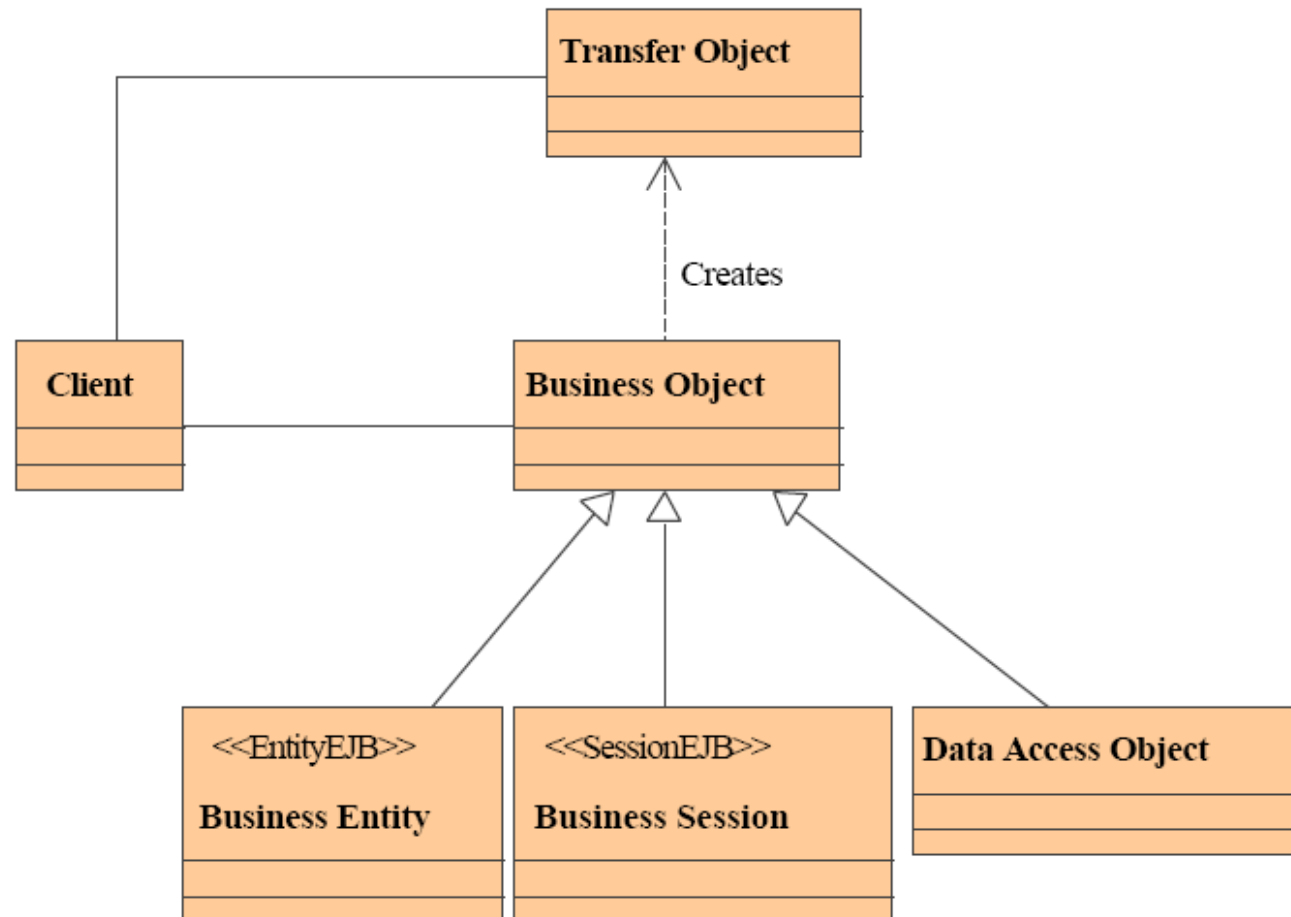 Transfer Object
Creates
Client
Business Object
<<EntityEJB>>
Business Entity
<<SessionEJB>>
Business Session
Data Access Object